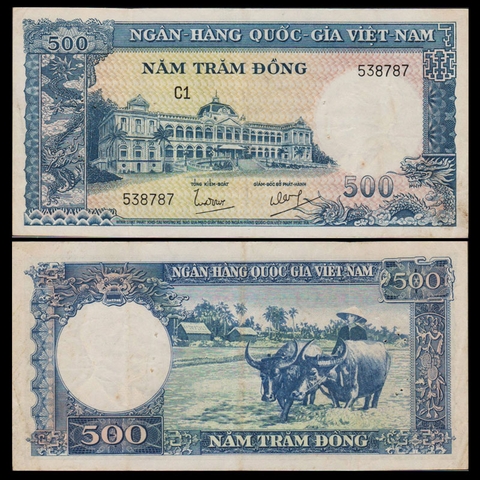 500 NGÂN-HÀNG QUỐC-GIA VIỆT-NAM
NĂM TRĂM ĐỒNG 538787
C1
TỔNG KIỂM-SOÁT GIÁM-ĐỐC BỞ PHÁT-HÀNH
538787 500
NGÂN-HÀNG QUỐC GIA VIỆT-NAM 500
500 NĂM TRĂM ĐỒNG